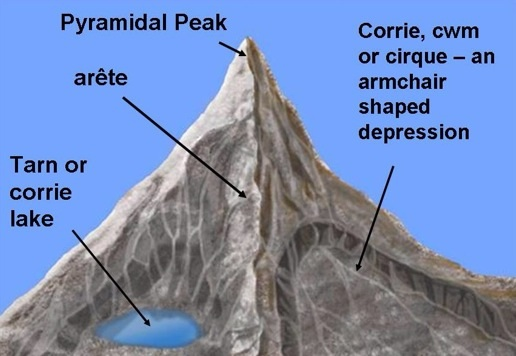 Pyramidal Peak
arête
Corrie, cwm
or cirque – an
armchair
shaped
depression
Tarn or
corrie
lake